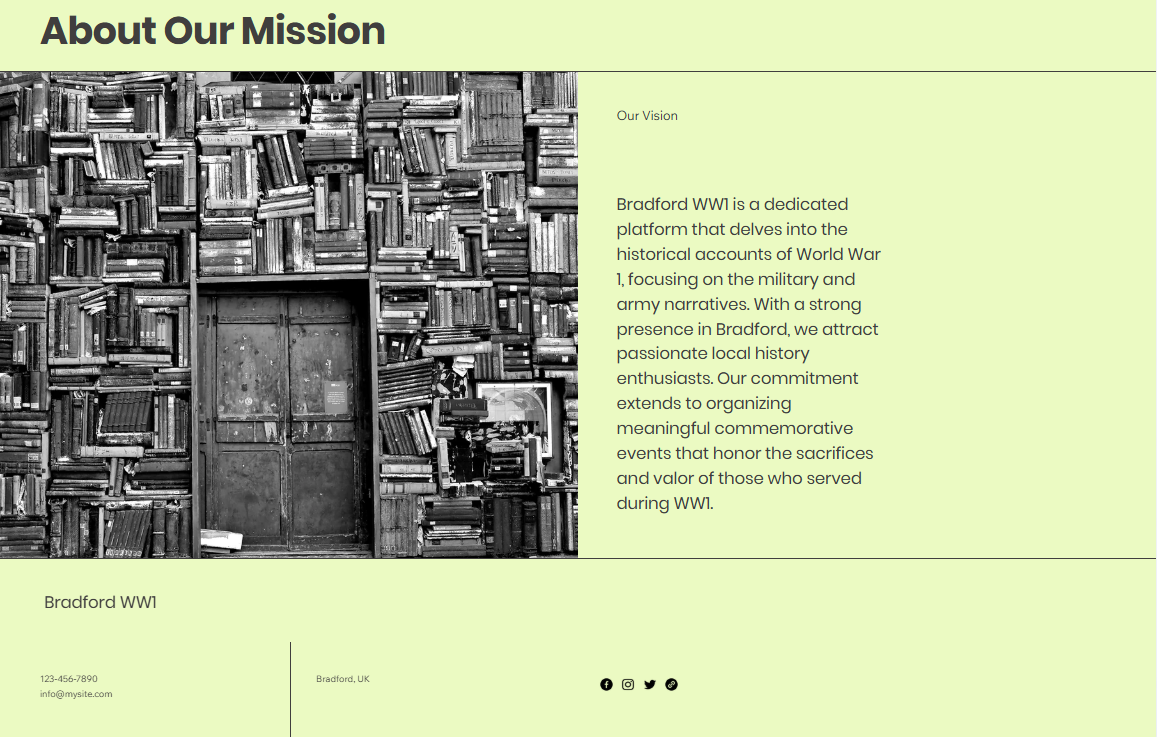 About Our Mission
Our Vision
Bradford WW1 is a dedicated
platform that delves into the
historical accounts of World War
1, focusing on the military and
army narratives. With a strong
presence in Bradford, we attract
passionate local history
enthusiasts. Our commitment
extends to organizing
meaningful commemorative
events that honor the sacrifices
and valor of those who served
during WW1.
Bradford WW1
123-456-7890
info@mysite.com
Bradford, UK